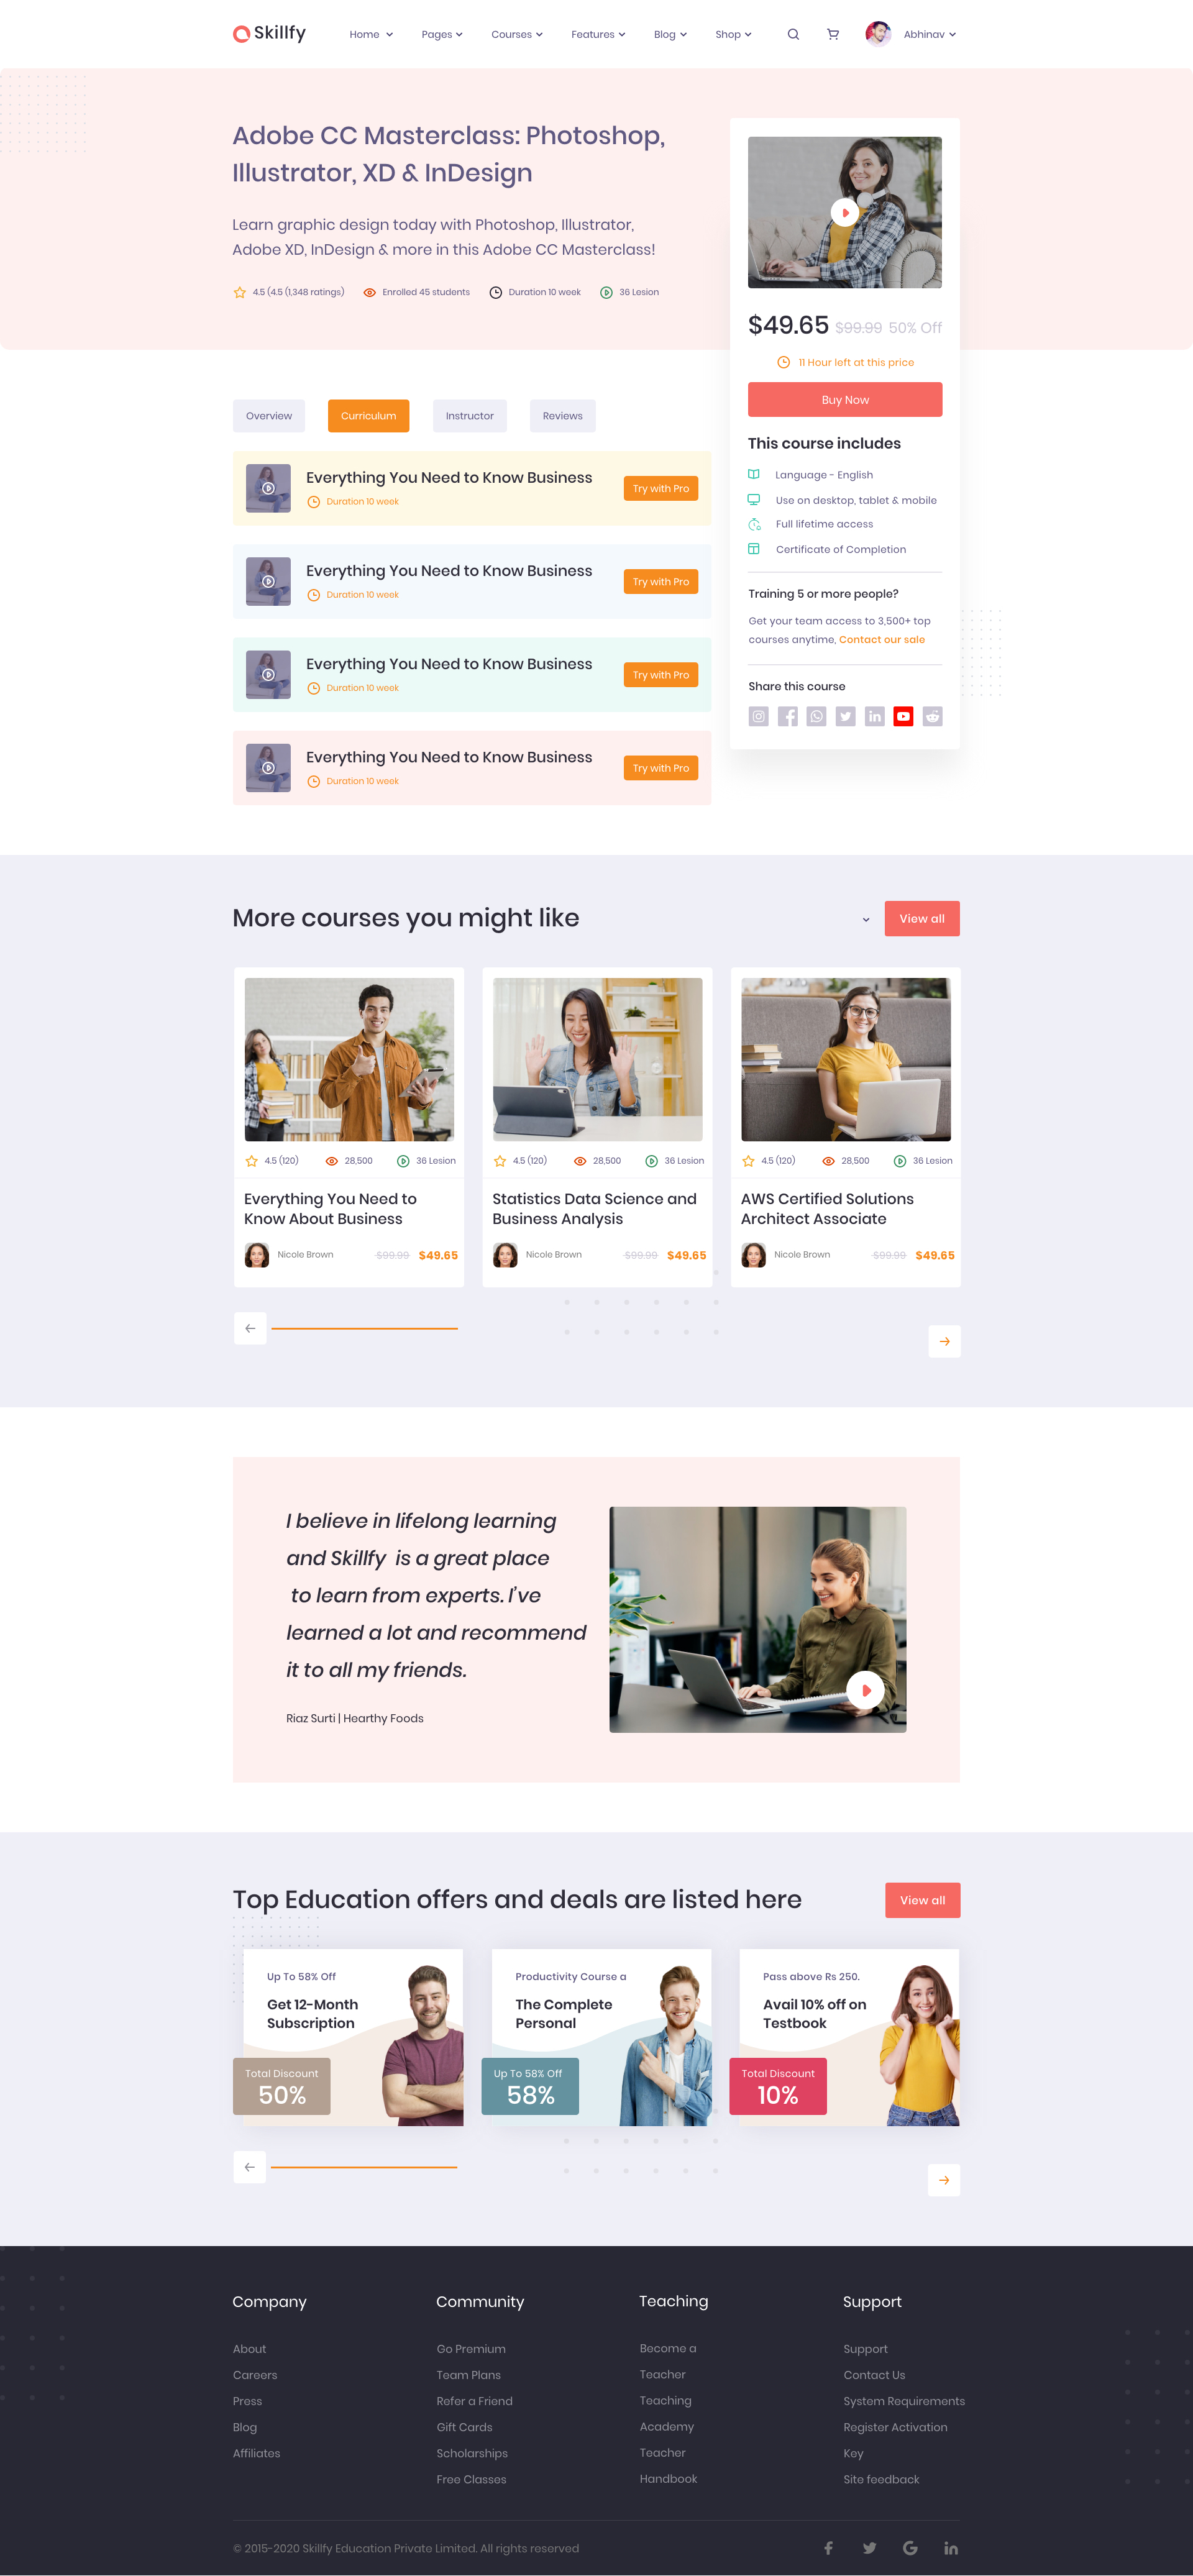 Skillfy
Home Pages Courses Features Blog Shop Abhinav
Adobe CC Masterclass: Photoshop,
Illustrator, XD & InDesign
Learn graphic design today with Photoshop, Illustrator,
Adobe XD, InDesign & more in this Adobe CC Masterclass!
4.5 (4.5 (1,348 ratings) Enrolled 45 students Duration 10 week 36 Lesion
$49.65 $99.99 50% Off
11 Hour left at this price
Buy Now
This course includes
Language - English
Use on desktop, tablet & mobile
Full lifetime access
Certificate of Completion
Training 5 or more people?
Get your team access to 3,500+ top
courses anytime, Contact our sale
Share this course
Overview Curriculum Instructor Reviews
Everything You Need to Know Business
Duration 10 week
Try with Pro
Everything You Need to Know Business
Duration 10 week
Try with Pro
Everything You Need to Know Business
Duration 10 week
Try with Pro
Everything You Need to Know Business
Duration 10 week
Try with Pro
More courses you might like
View all
4.5 (120) 28,500 36 Lesion
Everything You Need to
Know About Business
Nicole Brown $99.99 $49.65
4.5 (120) 28,500 36 Lesion
Statistics Data Science and
Business Analysis
Nicole Brown $99.99 $49.65
4.5 (120) 28,500 36 Lesion
AWS Certified Solutions
Architect Associate
Nicole Brown $99.99 $49.65
I believe in lifelong learning
and Skillfy is a great place
to learn from experts. I've
learned a lot and recommend
it to all my friends.
Riaz Surti | Hearthy Foods
Top Education offers and deals are listed here
View all
Up To 58% Off
Get 12-Month
Subscription
Total Discount
50%
Productivity Course a
The Complete
Personal
Up To 58% Off
58%
Pass above Rs 250.
Avail 10% off on
Testbook
Total Discount
10%
Company
About
Careers
Press
Blog
Affiliates
Community
Go Premium
Team Plans
Refer a Friend
Gift Cards
Scholarships
Free Classes
Teaching
Become a
Teacher
Teaching
Academy
Teacher
Handbook
Support
Support
Contact Us
System Requirements
Register Activation
Key
Site feedback
© 2015-2020 Skillfy Education Private Limited. All rights reserved